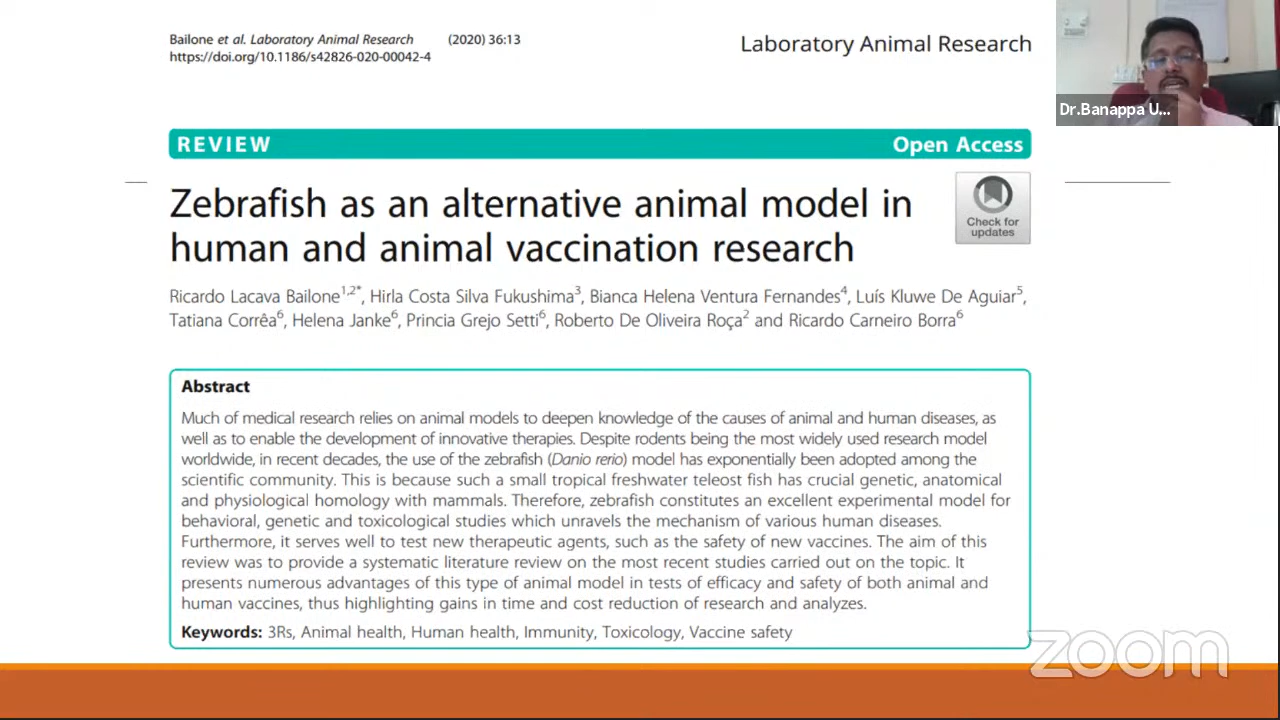 Bailone et al. Laboratory Animal Research (2020) 36:13
https://doi.org/10.1186/s42826-020-00042-4
Laboratory Animal Research
Dr.Banappa U...
REVIEW Open Access
Zebrafish as an alternative animal model in
human and animal vaccination research
Check for
updates
Ricardo Lacava Bailone1,2*, Hirla Costa Silva Fukushima3, Bianca Helena Ventura Fernandes4, Luís Kluwe De Aguiar5,
Tatiana Corrêa6, Helena Janke6, Princia Grejo Setti6, Roberto De Oliveira Roça2 and Ricardo Carneiro Borra6
Abstract
Much of medical research relies on animal models to deepen knowledge of the causes of animal and human diseases, as
well as to enable the development of innovative therapies. Despite rodents being the most widely used research model
worldwide, in recent decades, the use of the zebrafish (Danio rerio) model has exponentially been adopted among the
scientific community. This is because such a small tropical freshwater teleost fish has crucial genetic, anatomical
and physiological homology with mammals. Therefore, zebrafish constitutes an excellent experimental model for
behavioral, genetic and toxicological studies which unravels the mechanism of various human diseases.
Furthermore, it serves well to test new therapeutic agents, such as the safety of new vaccines. The aim of this
review was to provide a systematic literature review on the most recent studies carried out on the topic. It
presents numerous advantages of this type of animal model in tests of efficacy and safety of both animal and
human vaccines, thus highlighting gains in time and cost reduction of research and analyzes.
Keywords: 3Rs, Animal health, Human health, Immunity, Toxicology, Vaccine safety
zoom